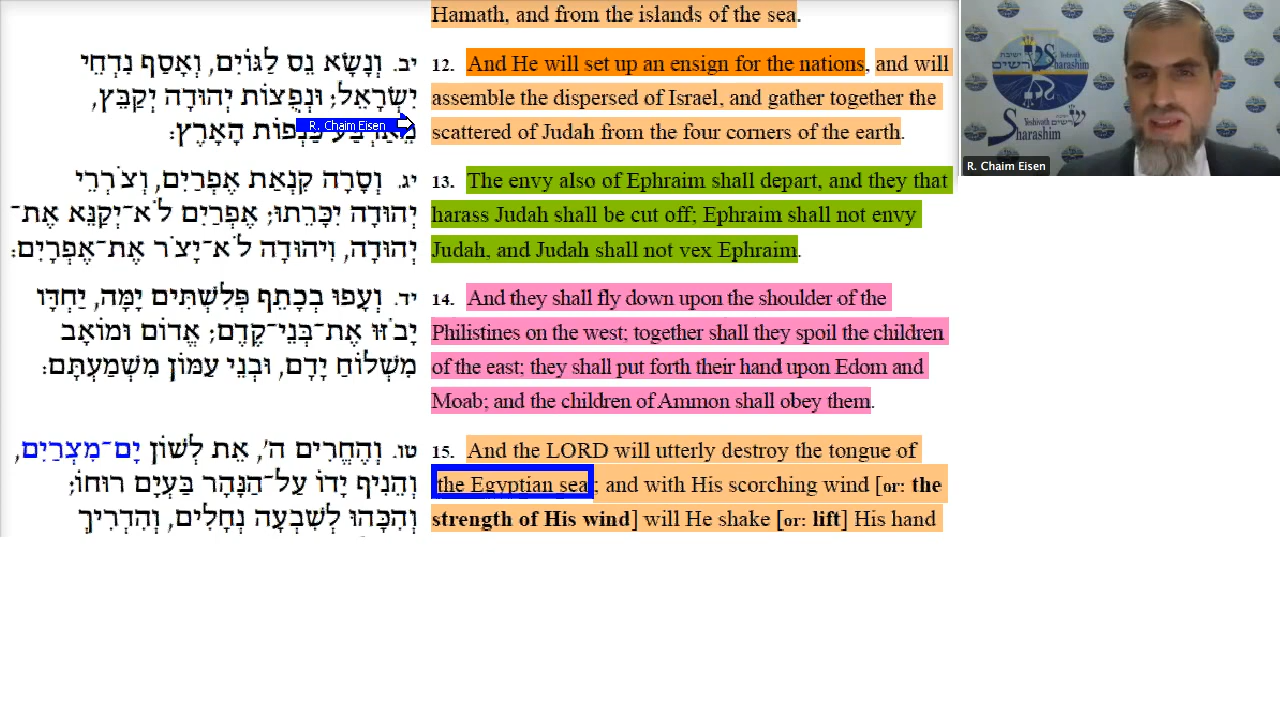 Hamath, and from the islands of the sea.
יב. וְנָשָׂא נֵס לַגּוֹיִם, וְאָסַף נִדְחֵי
יִשְׂרָאֵל; וּנְפֻצוֹת יְהוּדָה יְקַבֵּץ,
הָאָרֶץ:
R. Chaim Eisen
12. And He will set up an ensign for the nations, and will
assemble the dispersed of Israel, and gather together the
scattered of Judah from the four corners of the earth.
יג. וְסָרָה קִנְאַת אֶפְרַיִם, וְצֹרְרֵי
יְהוּדָה יִכָּרֵתוּ; אֶפְרַיִם לֹא־יְקַנֵּא אֶת־
יְהוּדָה, וִיהוּדָה לֹא־יָצֹר אֶת־אֶפְרָיִם:
13. The envy also of Ephraim shall depart, and they that
harass Judah shall be cut off; Ephraim shall not envy
Judah, and Judah shall not vex Ephraim.
יד. וְעָפוּ בְכָתֵף פְּלִשְׁתִּים יָמָּה, יַחְדָּו
יָבֹזּוּ אֶת־בְּנֵי־קֶדֶם; אֱדוֹם וּמוֹאָב
מִשְׁלוֹחַ יָדָם, וּבְנֵי עַמּוֹן מִשְׁמַעְתָּם:
14. And they shall fly down upon the shoulder of the
Philistines on the west; together shall they spoil the children
of the east; they shall put forth their hand upon Edom and
Moab; and the children of Ammon shall obey them.
טו. וְהֶחֱרִים ה', אֵת לְשׁוֹן יָם־מִצְרַיִם,
וְהֵנִיף יָדוֹ עַל־הַנָּהָר בַּעְיָם רוּחוֹ;
וְהִכָּהוּ לְשִׁבְעָה נְחָלִים, וְהִדְרִיךְ
15. And the LORD will utterly destroy the tongue of
the Egyptian sea; and with His scorching wind [or: the
strength of His wind] will He shake [or: lift] His hand
Yeshivath
Sharashim
R. Chaim Eisen